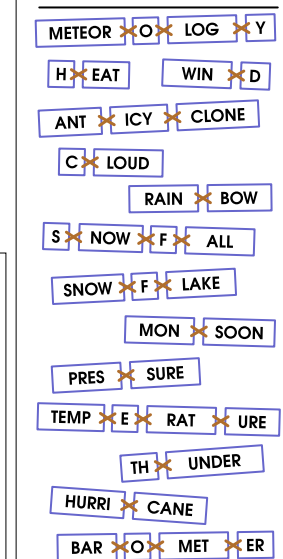 METEOR O LOG Y
H EAT WIN D
ANT ICY CLONE
C LOUD
RAIN BOW
S NOW F ALL
SNOW F LAKE
MON SOON
PRES SURE
TEMP E RAT URE
TH UNDER
HURRI CANE
BAR O MET ER